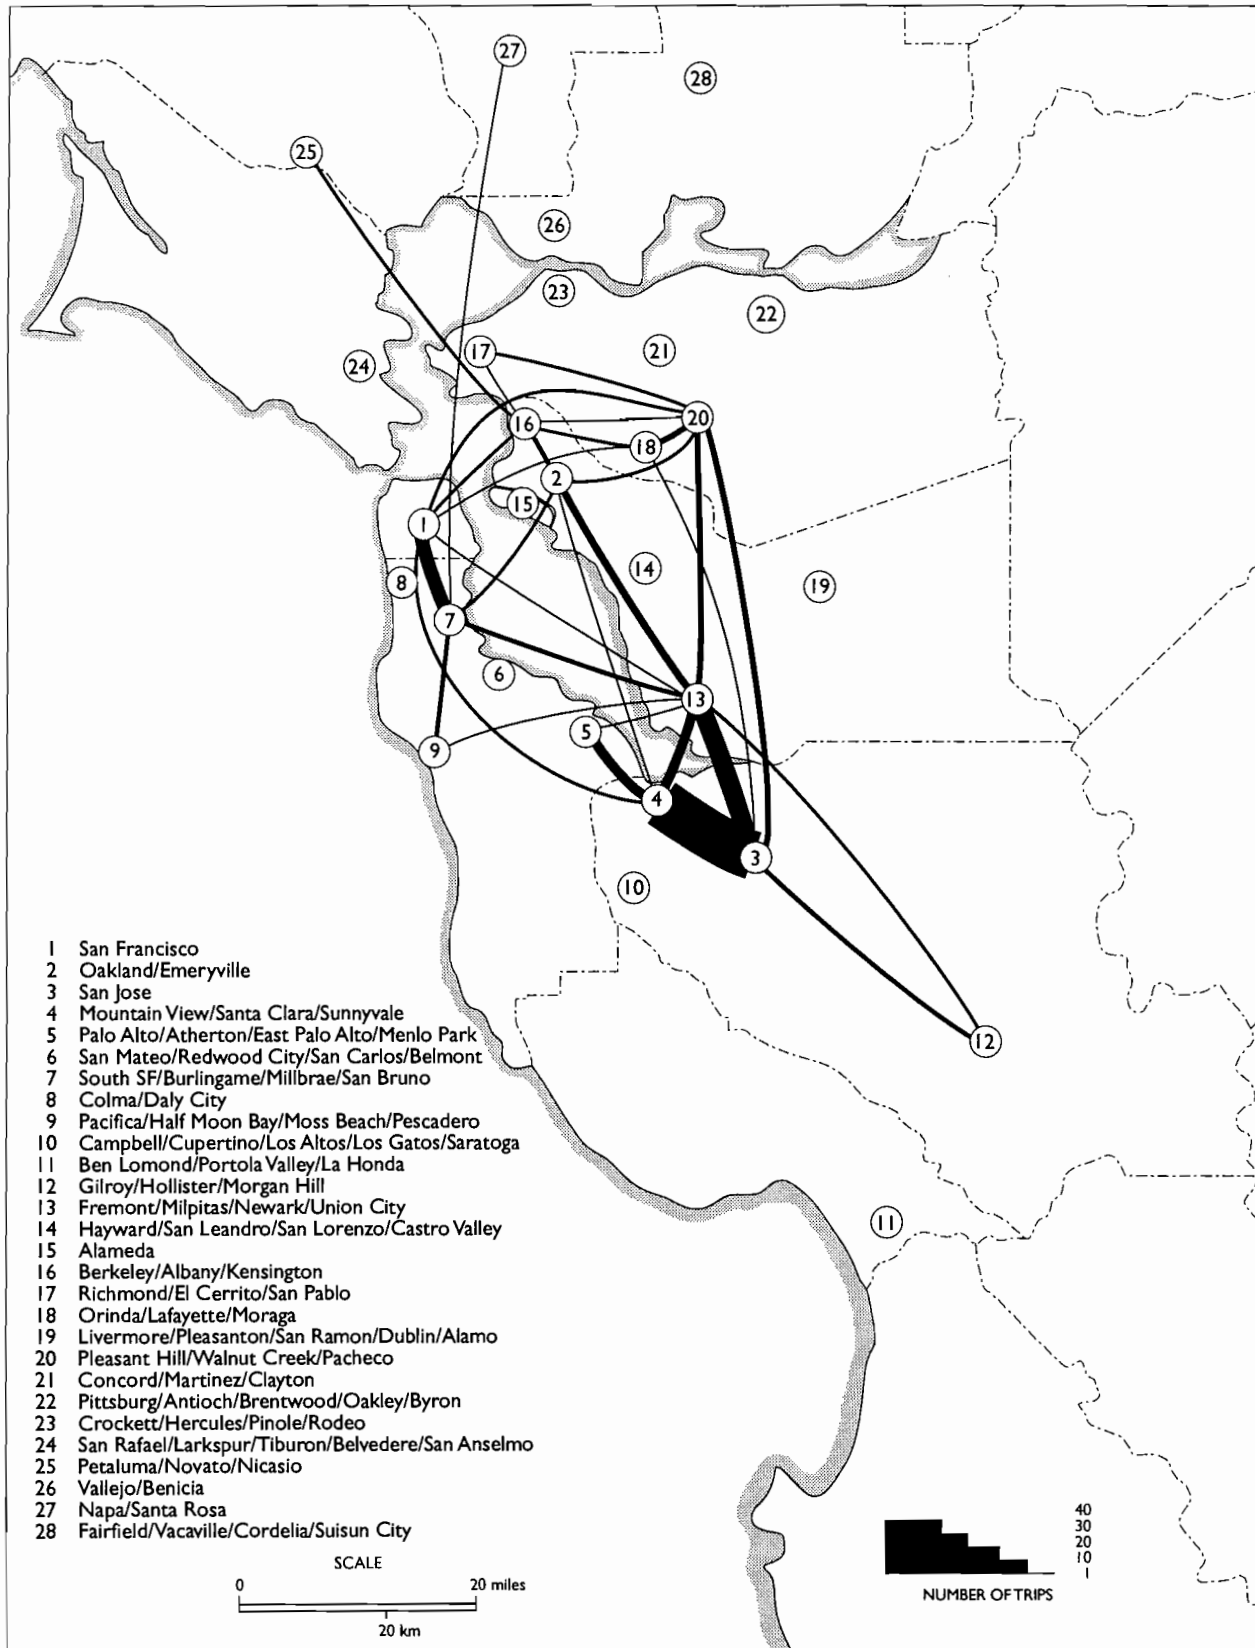 27
28
25
26
23
22
17
21
24
20
16
18
2
15
1
14
8
19
7
6
13
5
9
4
3
10
12
11
1 San Francisco
2 Oakland/Emeryville
3 San Jose
4 Mountain View/Santa Clara/Sunnyvale
5 Palo Alto/Atherton/East Palo Alto/Menlo Park
6 San Mateo/Redwood City/San Carlos/Belmont
7 South SF/Burlingame/Millbrae/San Bruno
8 Colma/Daly City
9 Pacifica/Half Moon Bay/Moss Beach/Pescadero
10 Campbell/Cupertino/Los Altos/Los Gatos/Saratoga
11 Ben Lomond/Portola Valley/La Honda
12 Gilroy/Hollister/Morgan Hill
13 Fremont/Milpitas/Newark/Union City
14 Hayward/San Leandro/San Lorenzo/Castro Valley
15 Alameda
16 Berkeley/Albany/Kensington
17 Richmond/El Cerrito/San Pablo
18 Orinda/Lafayette/Moraga
19 Livermore/Pleasanton/San Ramon/Dublin/Alamo
20 Pleasant Hill/Walnut Creek/Pacheco
21 Concord/Martinez/Clayton
22 Pittsburg/Antioch/Brentwood/Oakley/Byron
23 Crockett/Hercules/Pinole/Rodeo
24 San Rafael/Larkspur/Tiburon/Belvedere/San Anselmo
25 Petaluma/Novato/Nicasio
26 Vallejo/Benicia
27 Napa/Santa Rosa
28 Fairfield/Vacaville/Cordelia/Suisun City
SCALE
0 20 miles
20 km
40
30
20
10
1
NUMBER OF TRIPS